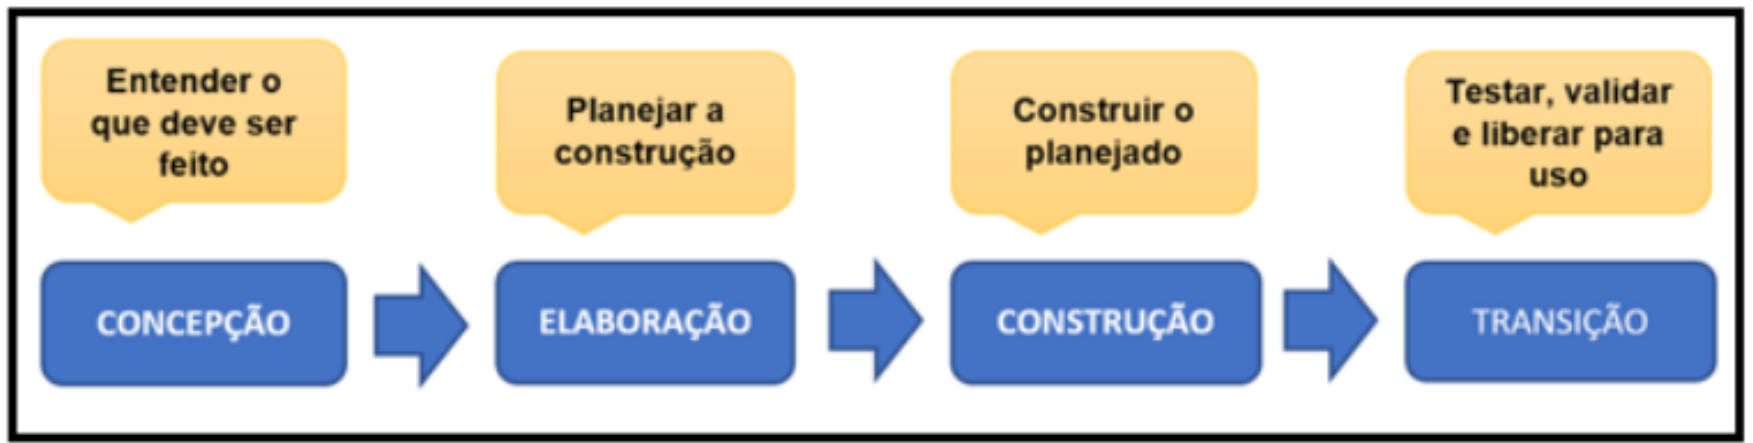 Entender o
que deve ser
feito
Planejar a
construção
Construir o
planejado
Testar, validar
e liberar para
uso
CONCEPÇÃO
ELABORAÇÃO
CONSTRUÇÃO
TRANSIÇÃO